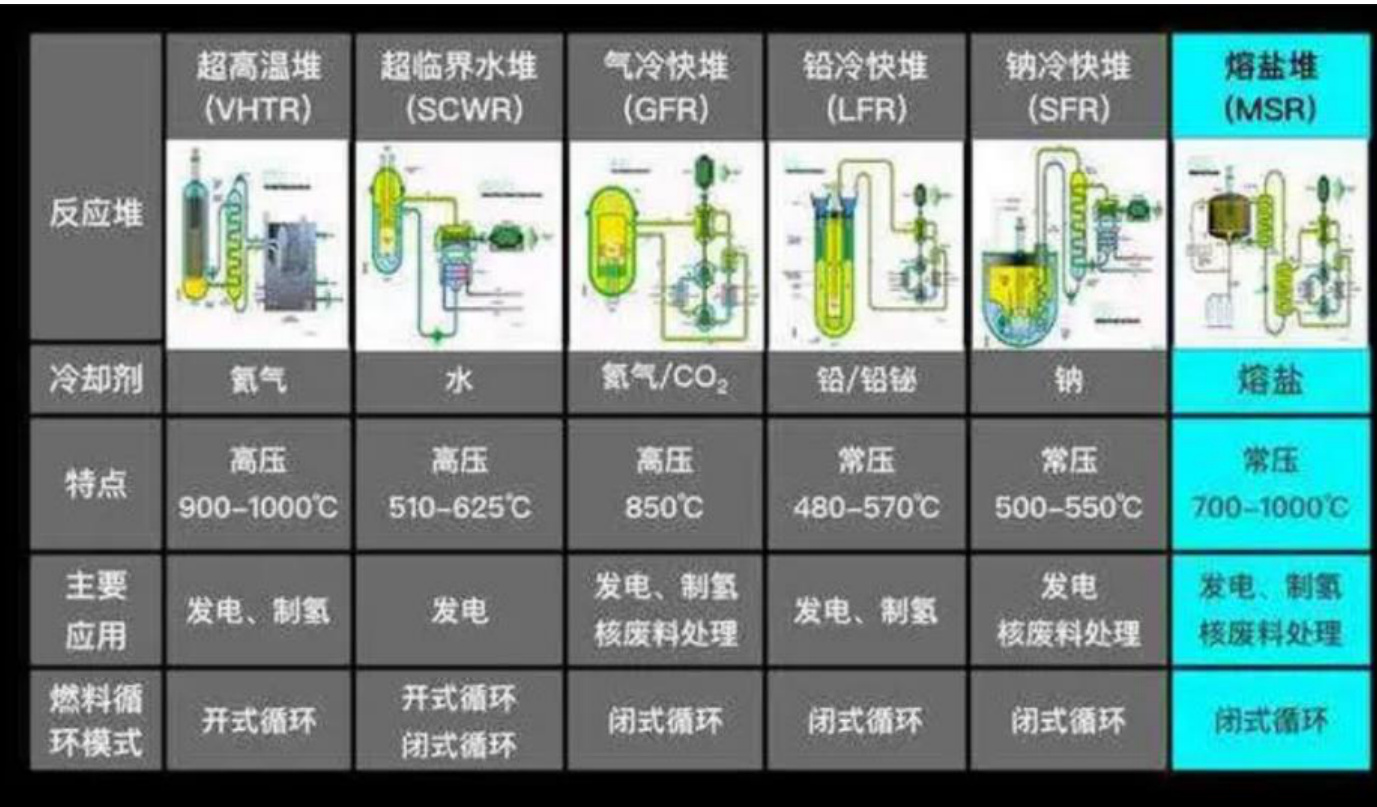 反应堆
超高温堆
(VHTR)
超临界水堆
(SCWR)
气冷快堆
(GFR)
铅冷快堆
(LFR)
钠冷快堆
(SFR)
熔盐堆
(MSR)
冷却剂
氦气
水
氦气/CO₂
铅/铅铋
钠
熔盐
特点
高压
900-1000℃
高压
510-625℃
高压
850℃
常压
480-570℃
常压
500-550℃
常压
700-1000℃
主要
应用
发电、制氢
发电
发电、制氢
核废料处理
发电、制氢
发电
核废料处理
发电、制氢
核废料处理
燃料循
环模式
开式循环
开式循环
闭式循环
闭式循环
闭式循环
闭式循环
闭式循环